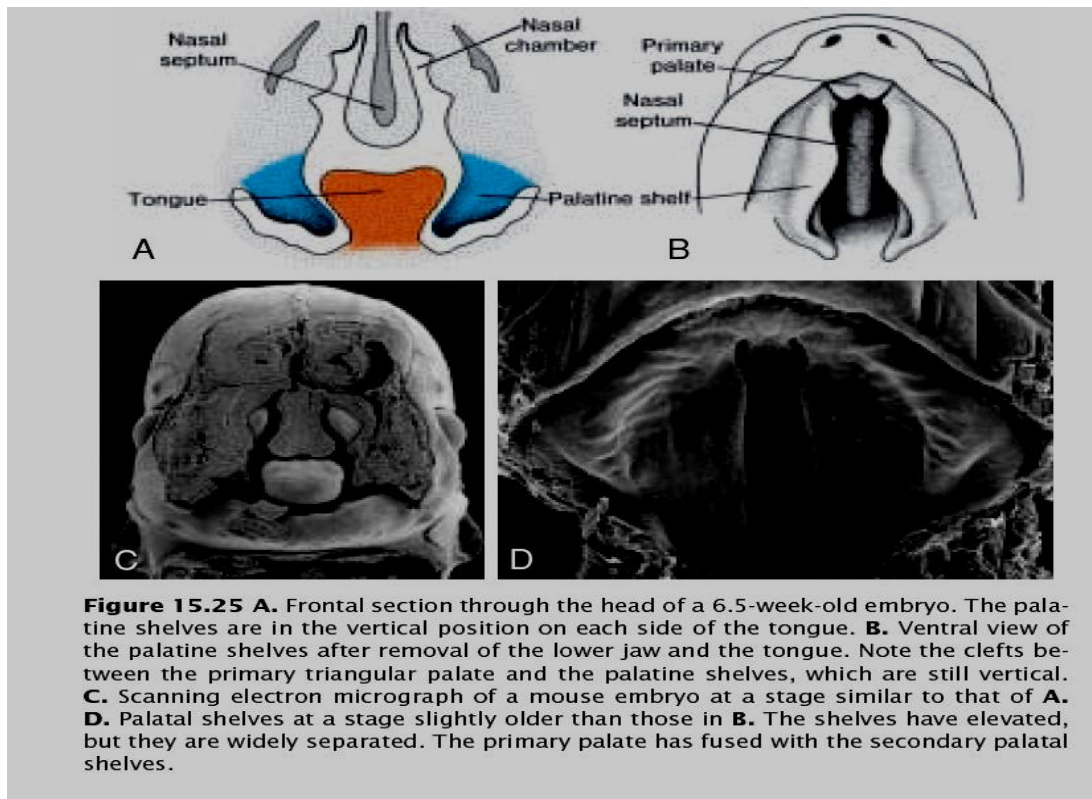 Nasal septum
Nasal chamber
Tongue
Palatine shelf
A
Primary palate
Nasal septum
B
C
D
Figure 15.25 A. Frontal section through the head of a 6.5-week-old embryo. The pala-
tine shelves are in the vertical position on each side of the tongue. B. Ventral view of
the palatine shelves after removal of the lower jaw and the tongue. Note the clefts be-
tween the primary triangular palate and the palatine shelves, which are still vertical.
C. Scanning electron micrograph of a mouse embryo at a stage similar to that of A.
D. Palatal shelves at a stage slightly older than those in B. The shelves have elevated,
but they are widely separated. The primary palate has fused with the secondary palatal
shelves.